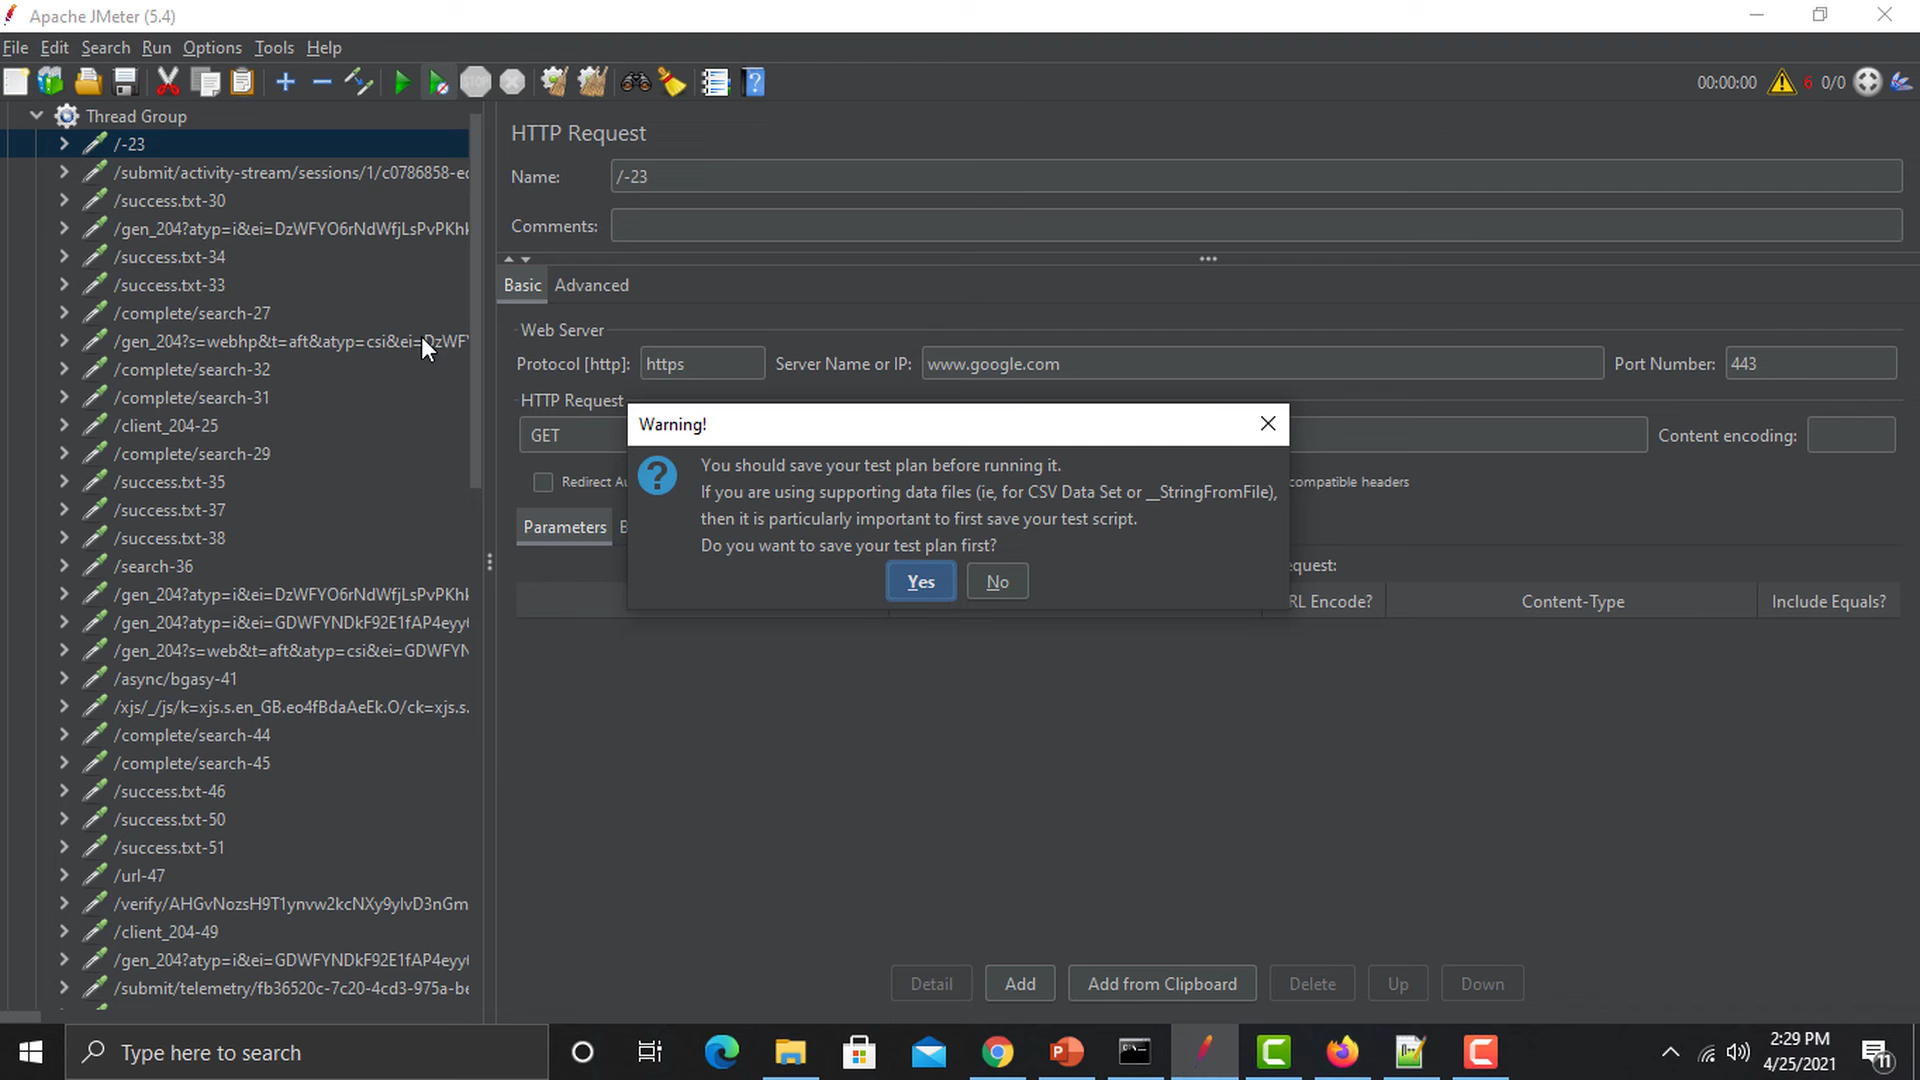 Apache JMeter (5.4)
File Edit Search Run Options Tools Help
STOP
00:00:00 6 0/0
Thread Group
/-23
/submit/activity-stream/sessions/1/c0786858-ec
/success.txt-30
/gen_204?atyp=i&ei=DzWFYO6rNdWfjLsPvPKhk
/success.txt-34
/success.txt-33
/complete/search-27
/gen_204?s=webhp&t=aft&atyp=csi&ei=DzWFY
/complete/search-32
/complete/search-31
/client_204-25
/complete/search-29
/success.txt-35
/success.txt-37
/success.txt-38
/search-36
/gen_204?atyp=i&ei=DzWFYO6rNdWfjLsPvPKhk
/gen_204?atyp=i&ei=GDWFYNDkF92E1fAP4eyy6
/gen_204?s=web&t=aft&atyp=csi&ei=GDWFYN
/async/bgasy-41
/xjs/_/js/k=xjs.s.en_GB.eo4fBdaAeEk.O/ck=xjs.s.
/complete/search-44
/complete/search-45
/success.txt-46
/success.txt-50
/success.txt-51
/url-47
/verify/AHGvNozsH9T1ynvw2kcNXy9ylvD3nGm
/client_204-49
/gen_204?atyp=i&ei=GDWFYNDkF92E1fAP4eyy6
/submit/telemetry/fb36520c-7c20-4cd3-975a-be
HTTP Request
Name: /-23
Comments:
Basic Advanced
Web Server
Protocol [http]: https Server Name or IP: www.google.com Port Number: 443
HTTP Request
GET Content encoding:
Redirect Au compatible headers
Parameters B
equest:
RL Encode? Content-Type Include Equals?
Warning!
You should save your test plan before running it.
If you are using supporting data files (ie, for CSV Data Set or __StringFromFile),
then it is particularly important to first save your test script.
Do you want to save your test plan first?
Yes No
Detail Add Add from Clipboard Delete Up Down
Type here to search
2:29 PM
4/25/2021
11